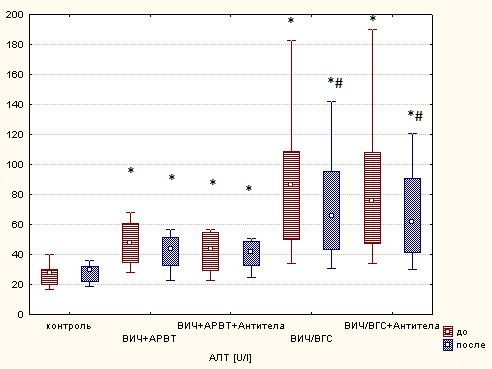 200
180
160
140
120
100
80
60
40
20
0
* * * * * *# * *#
контроль ВИЧ+АРВТ+Антитела ВИЧ/ВГС+Антитела
ВИЧ+АРВТ ВИЧ/ВГС
АЛТ [U/l]
до
после